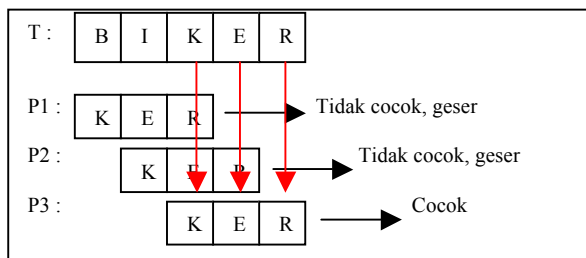 T : B I K E R
P1 : K E R Tidak cocok, geser
P2 : K E R Tidak cocok, geser
P3 : K E R Cocok